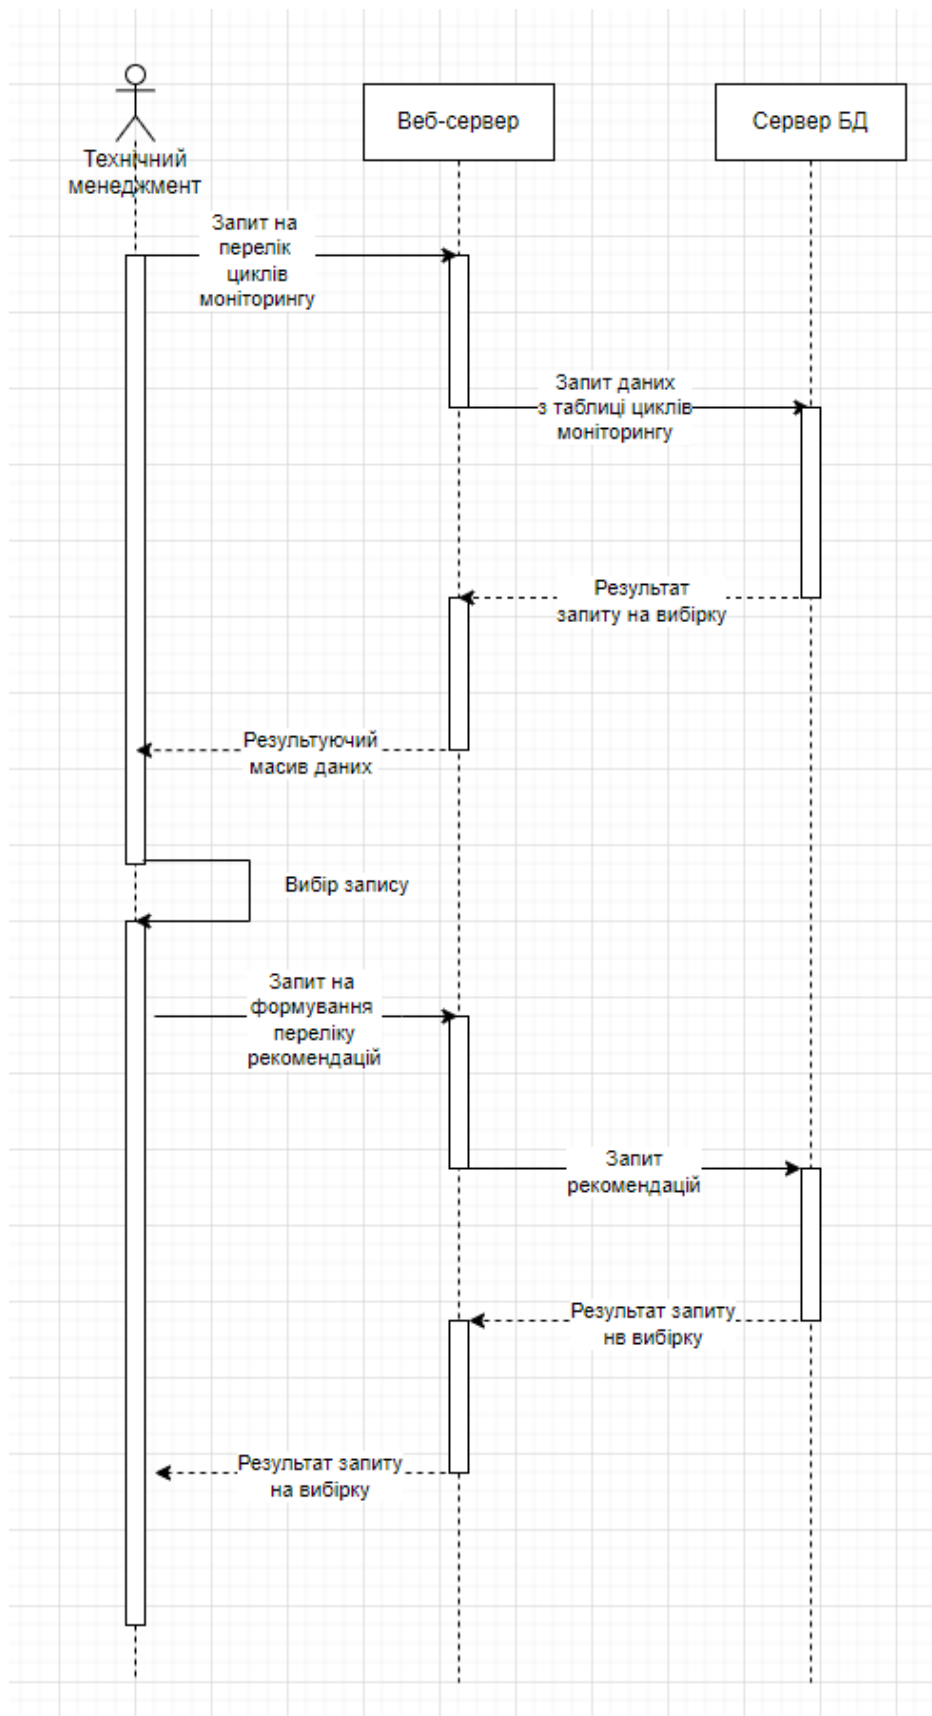 Технічний
менеджмент
Веб-сервер
Сервер БД
Запит на
перелік
циклів
моніторингу
Запит даних
з таблиці циклів
моніторингу
Результат
запиту на вибірку
Результуючий
масив даних
Вибір запису
Запит на
формування
переліку
рекомендацій
Запит
рекомендацій
Результат запиту
нв вибірку
Результат запиту
на вибірку